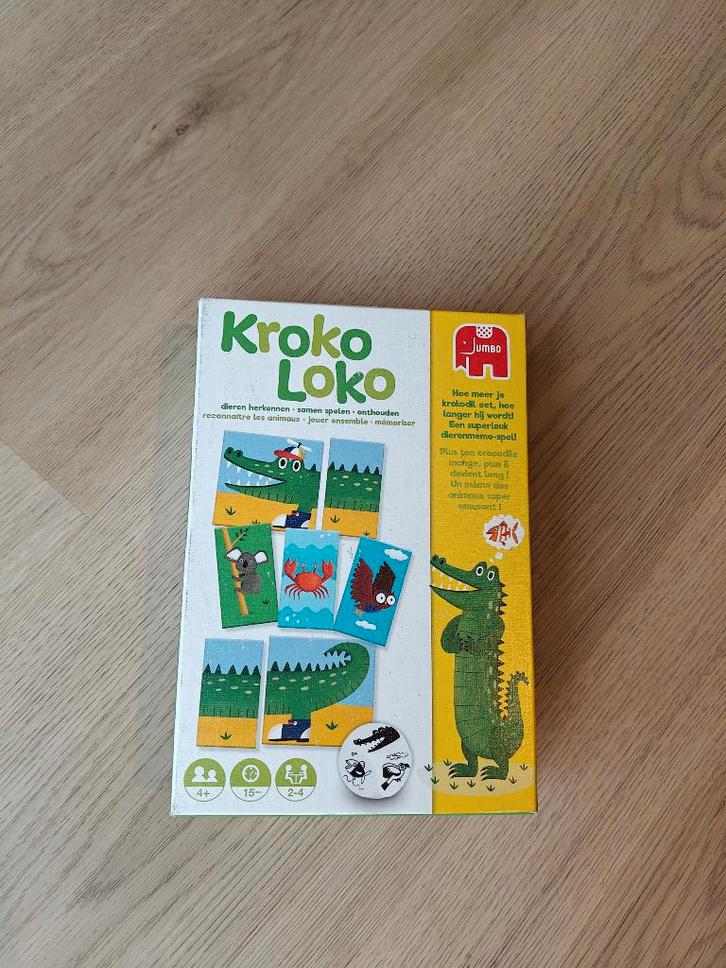 Kroko
Loko
dieren herkennen • samen spelen • onthouden
reconnaître les animaux • jouer ensemble • mémoriser
JUMBO
Hoe meer je
krokodil eet, hoe
langer hij wordt!
Een superleuk
dierenmemo-spel!
Plus ton crocodile
mange, plus il
devient long !
Un mémo des
animaux super
amusant !
4+
15
2-4